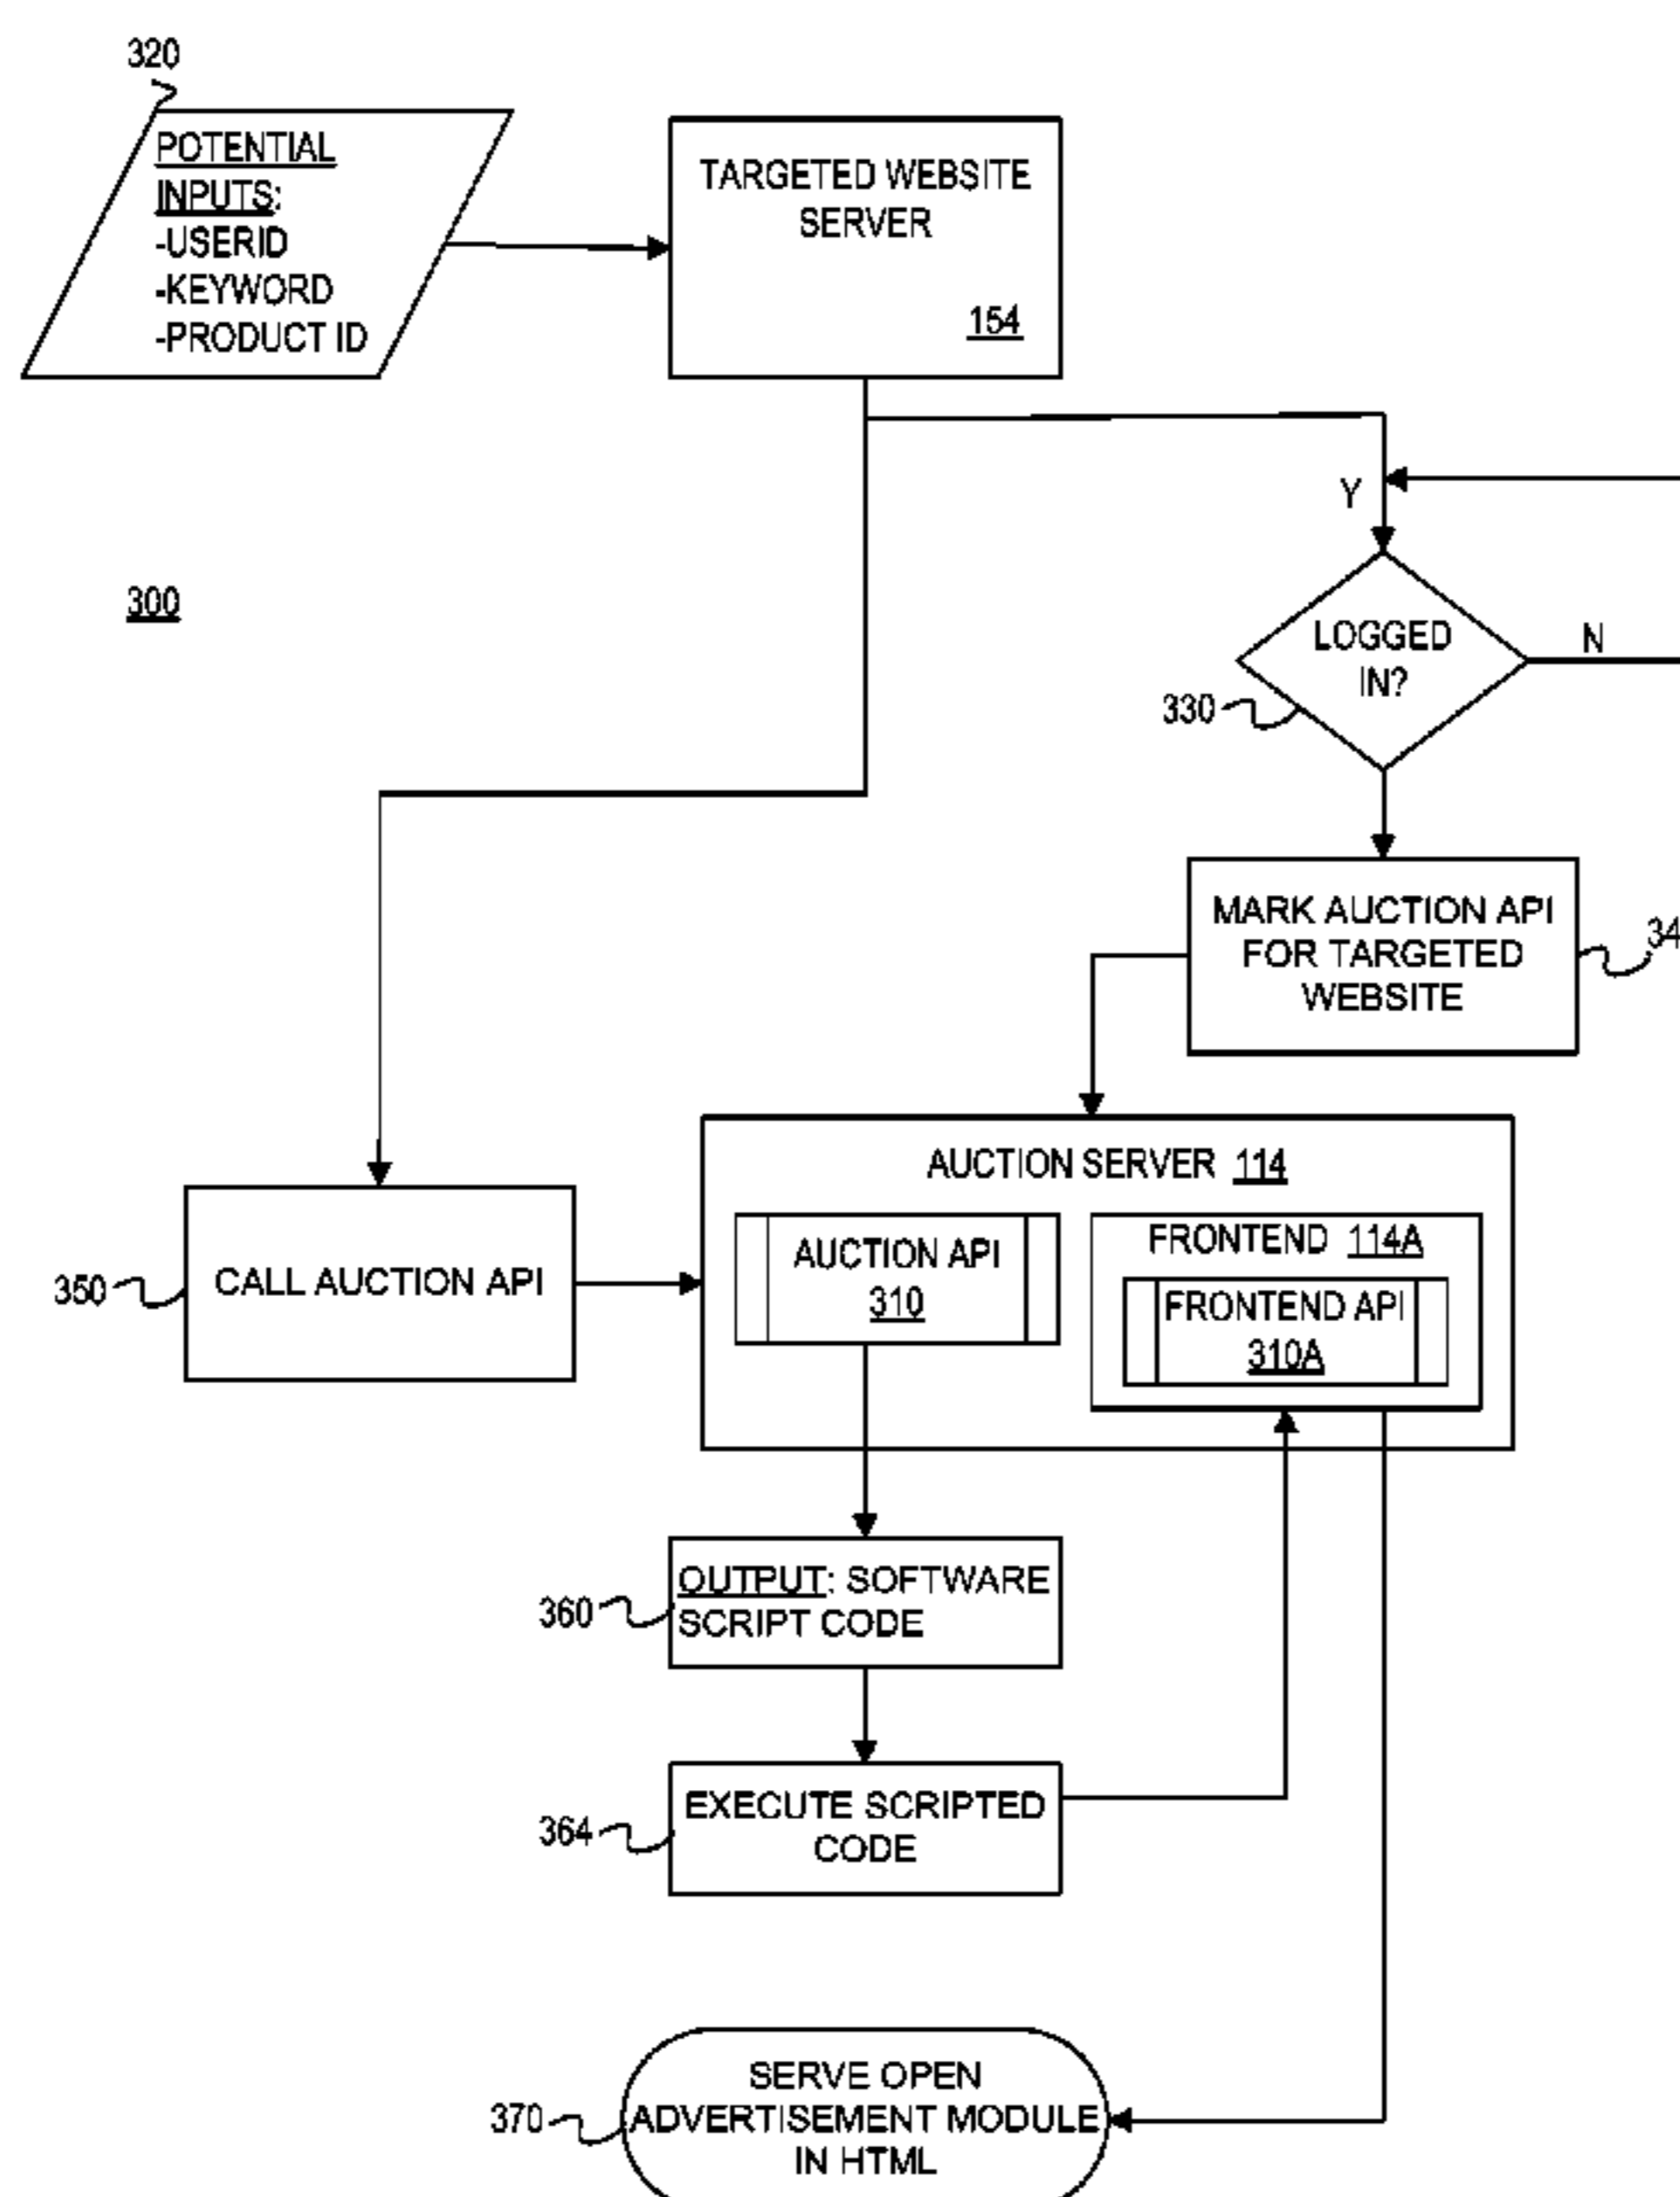 320
POTENTIAL
INPUTS:
-USERID
-KEYWORD
-PRODUCT ID
TARGETED WEBSITE
SERVER
154
300
Y
LOGGED
IN?
N
330
MARK AUCTION API
FOR TARGETED
WEBSITE
34
AUCTION SERVER 114
AUCTION API
310
FRONTEND 114A
FRONTEND API
310A
350
CALL AUCTION API
OUTPUT: SOFTWARE
SCRIPT CODE
360
EXECUTE SCRIPTED
CODE
364
SERVE OPEN
ADVERTISEMENT MODULE
IN HTML
370